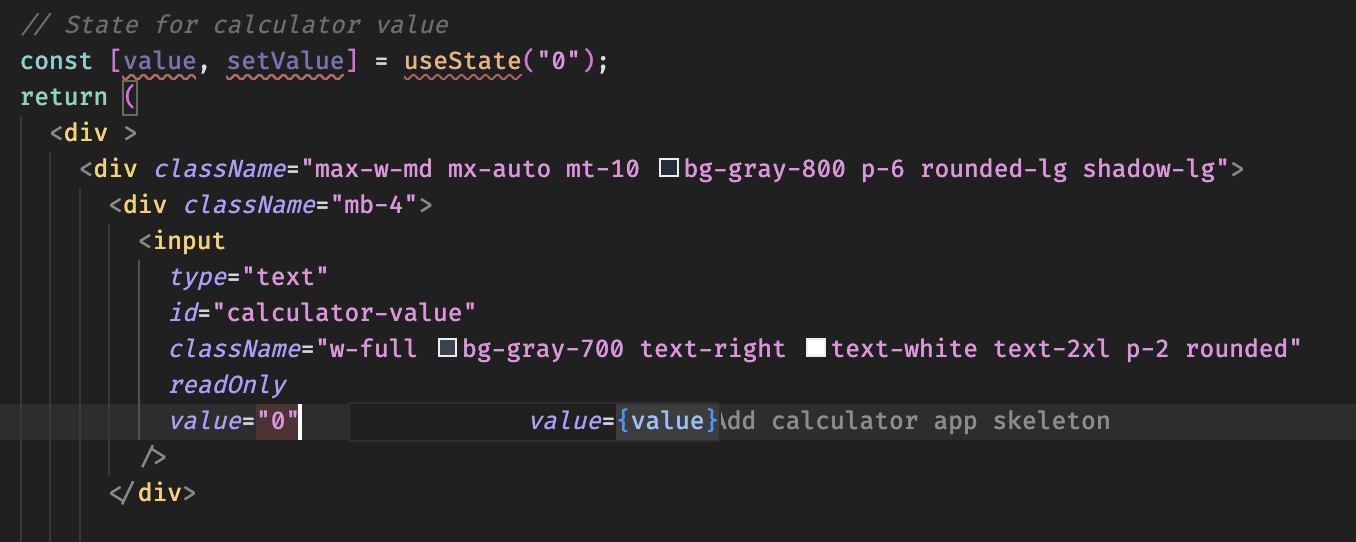 // State for calculator value
const [value, setValue] = useState("0");
return (
<div >
<div className="max-w-md mx-auto mt-10 bg-gray-800 p-6 rounded-lg shadow-lg">
<div className="mb-4">
<input
type="text"
id="calculator-value"
className="w-full bg-gray-700 text-right text-white text-2xl p-2 rounded"
readOnly
value="0" value={value} dd calculator app skeleton
/>
</div>